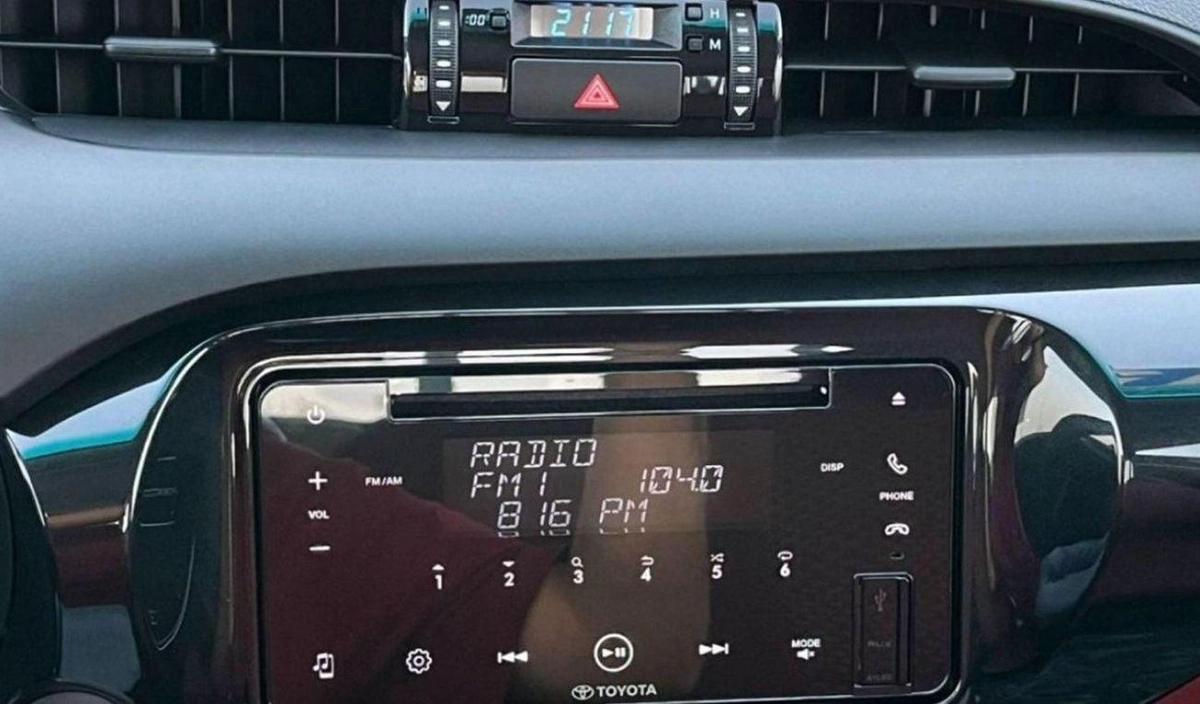 :00'
2117
H
M
RADIO
FM/AM
FM1 104.0
DISP
VOL
8 16 PM
PHONE
1 2 3 4 5 6
MODE
TOYOTA